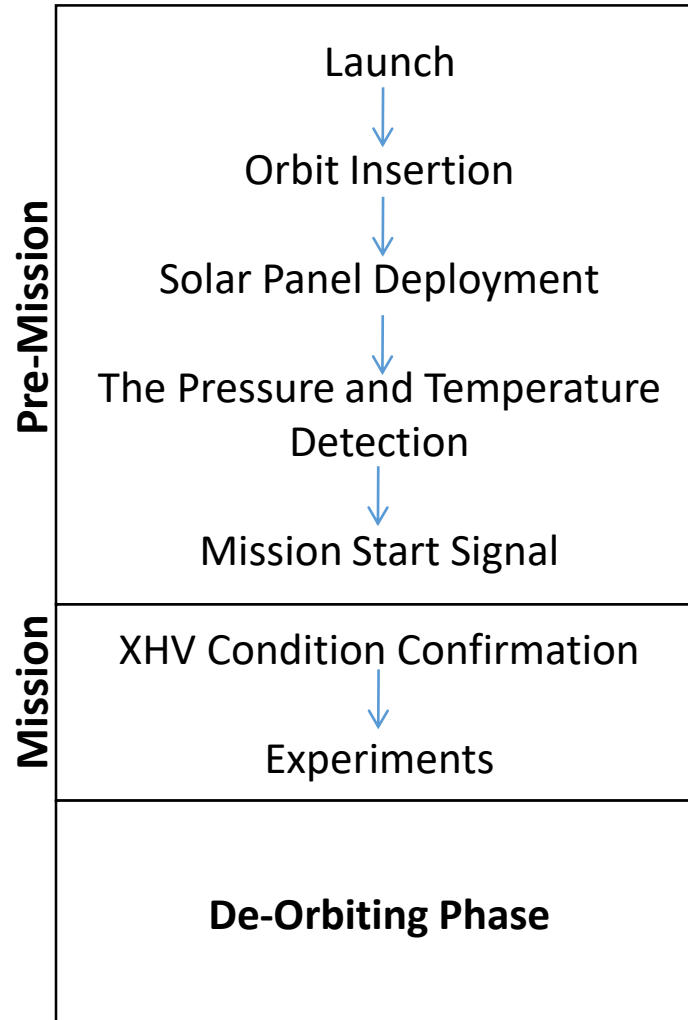 Pre-Mission
Launch
Orbit Insertion
Solar Panel Deployment
The Pressure and Temperature
Detection
Mission Start Signal
Mission
XHV Condition Confirmation
Experiments
De-Orbiting Phase